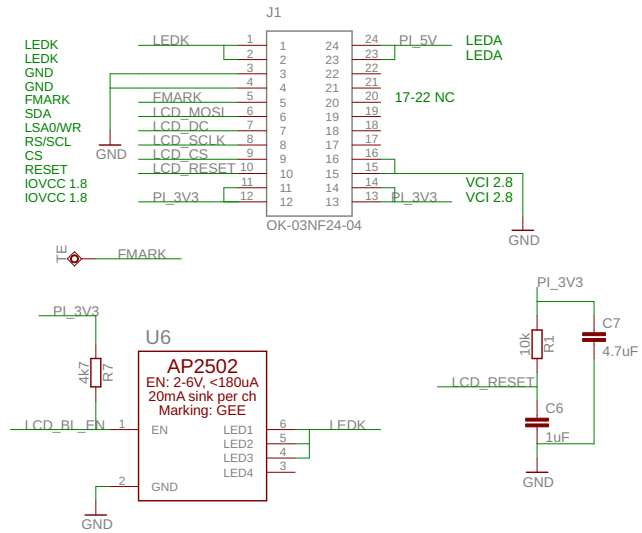 J1
LEDK LEDK 1 1 24 24 PI_5V LEDA
LEDK 2 2 23 23 LEDA
GND 3 3 22 22
GND 4 4 21 21
FMARK FMARK 5 5 20 20 17-22 NC
SDA LCD_MOSI 6 6 19 19
LSA0/WR LCD_DC 7 7 18 18
RS/SCL LCD_SCLK 8 8 17 17
GND
CS LCD_CS 9 9 16 16
RESET LCD_RESET 10 10 15 15
IOVCC 1.8 11 11 14 14 VCI 2.8
IOVCC 1.8 PI_3V3 12 12 13 13 PI_3V3 VCI 2.8
OK-03NF24-04
GND
TE FMARK
PI_3V3
4k7
R7
U6
AP2502
EN: 2-6V, <180uA
20mA sink per ch
Marking: GEE
LCD_BL_EN 1 EN LED1 6 LEDK
LED2 5
LED3 4
LED4 3
2 GND
GND
PI_3V3
10k
R1
C7
4.7uF
LCD_RESET
C6
1uF
GND